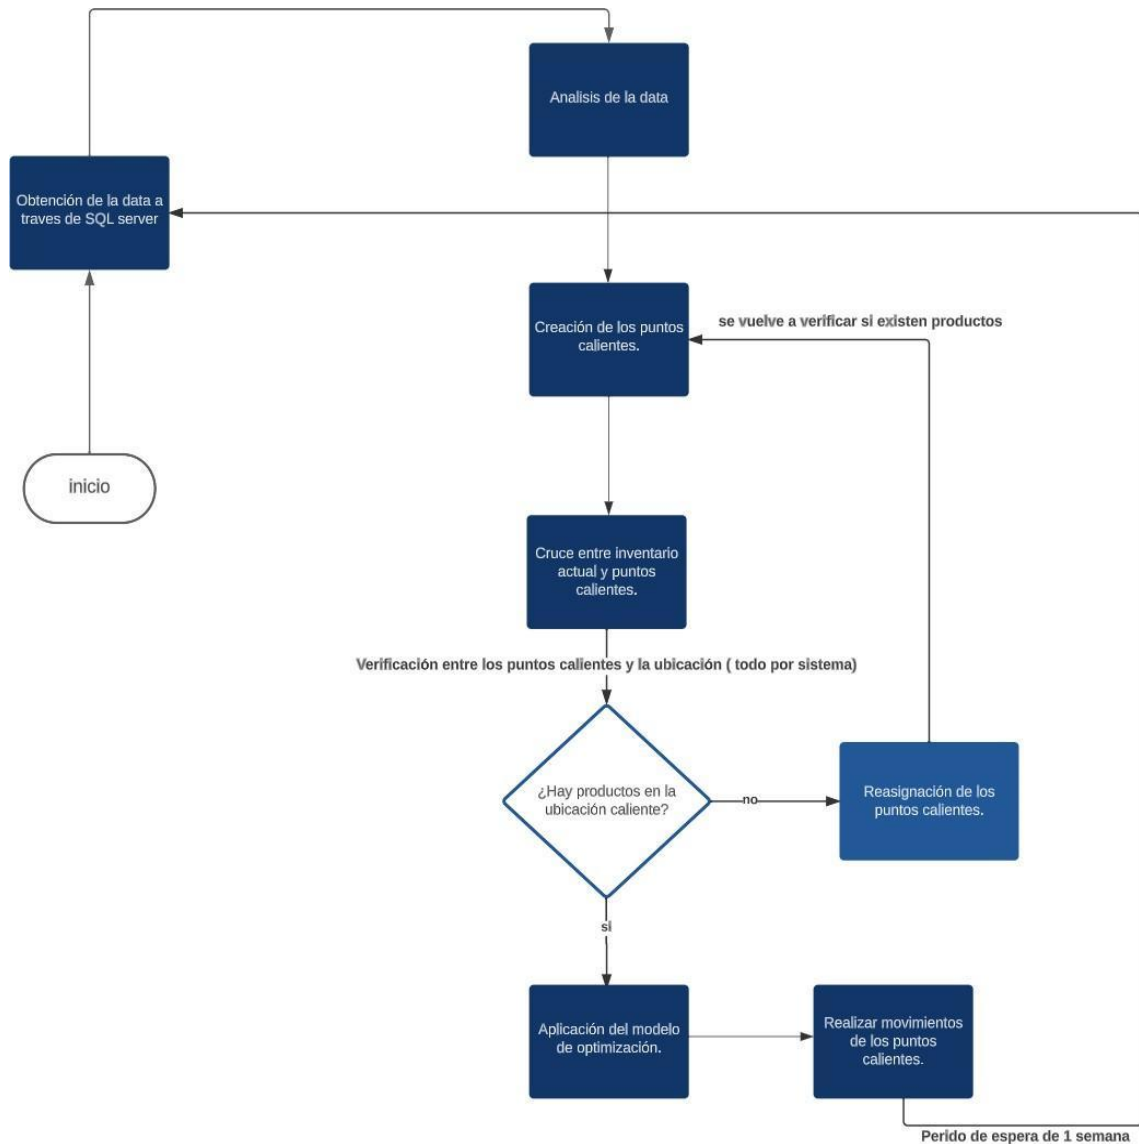 Analisis de la data
Obtención de la data a
traves de SQL server
Creación de los puntos
calientes.
se vuelve a verificar si existen productos
inicio
Cruce entre inventario
actual y puntos
calientes.
Verificación entre los puntos calientes y la ubicación ( todo por sistema)
¿Hay productos en la
ubicación caliente?
no
Reasignación de los
puntos calientes.
si
Aplicación del modelo
de optimización.
Realizar movimientos
de los puntos
calientes.
Perido de espera de 1 semana